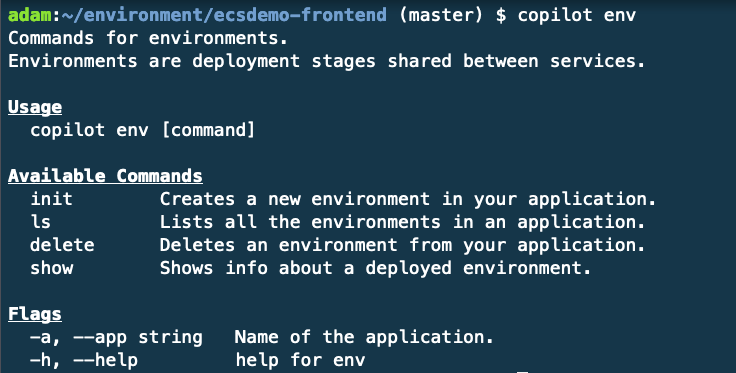 adam:~/environment/ecsdemo-frontend (master) $ copilot env
Commands for environments.
Environments are deployment stages shared between services.
Usage
copilot env [command]
Available Commands
init Creates a new environment in your application.
ls Lists all the environments in an application.
delete Deletes an environment from your application.
show Shows info about a deployed environment.
Flags
-a, --app string Name of the application.
-h, --help help for env